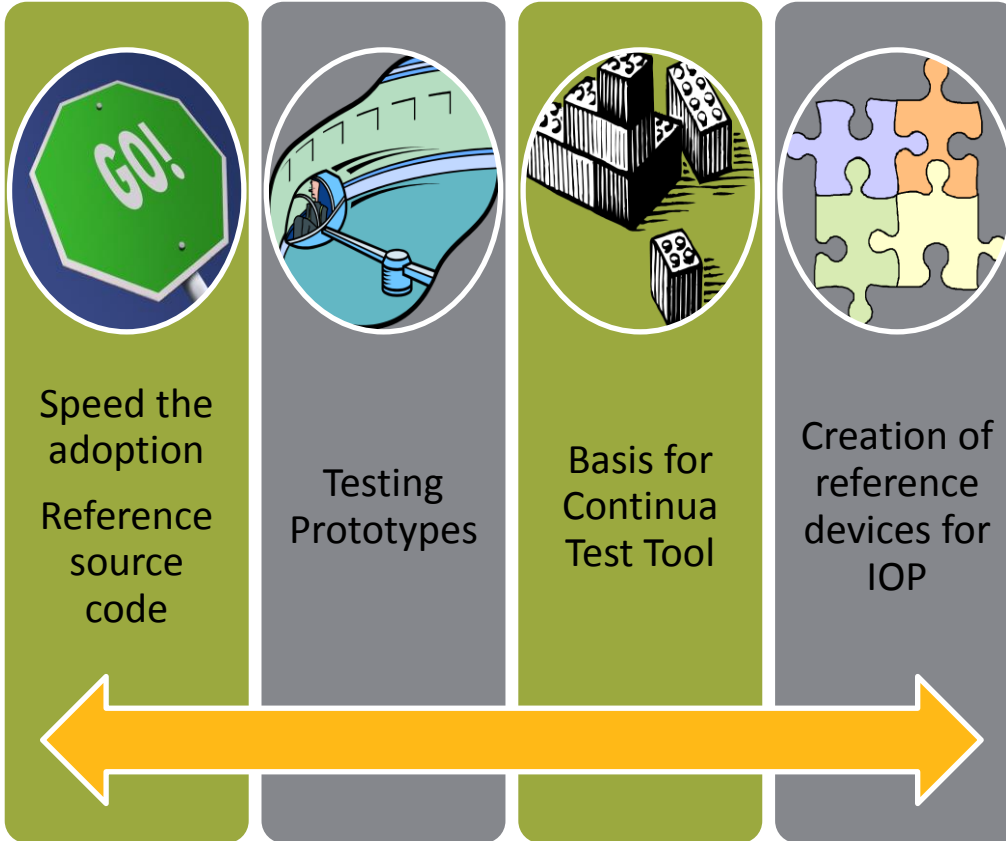 GO!
Speed the
adoption
Reference
source
code
Testing
Prototypes
Basis for
Continua
Test Tool
Creation of
reference
devices for
IOP